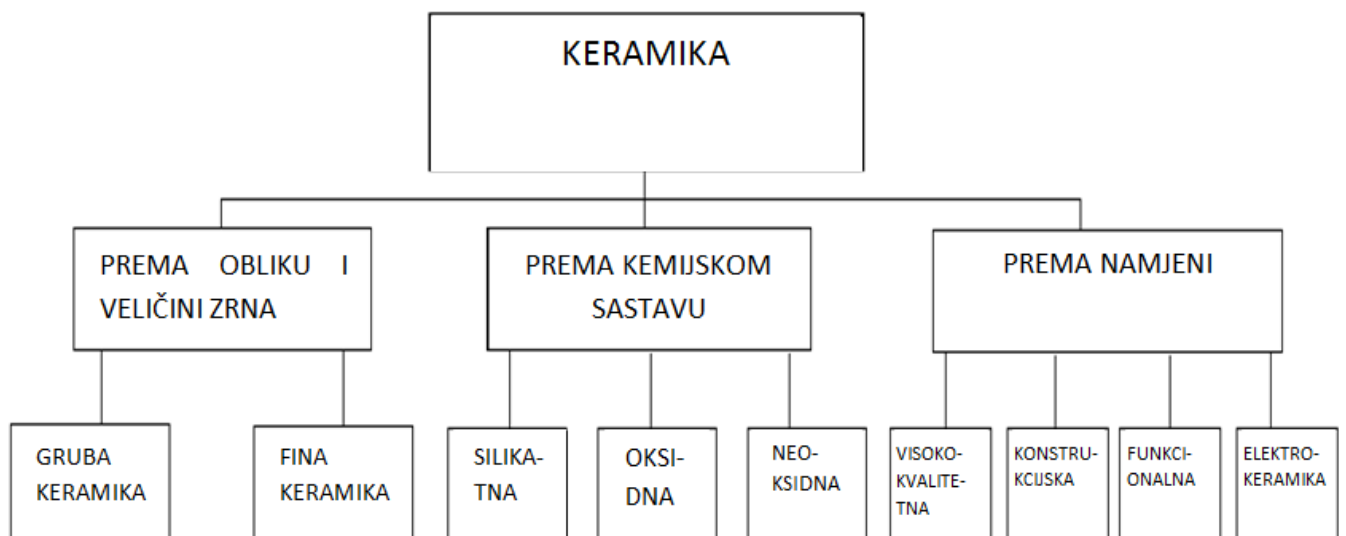 KERAMIKA
PREMA OBLIKU I
VELIČINI ZRNA
PREMA KEMIJSKOM
SASTAVU
PREMA NAMJENI
GRUBA
KERAMIKA
FINA
KERAMIKA
SILIKA-
TNA
OKSI-
DNA
NEO-
KSIDNA
VISOKO-
KVALITE-
TNA
KONSTRU-
KCIJSKA
FUNKCI-
ONALNA
ELEKTRO-
KERAMIKA